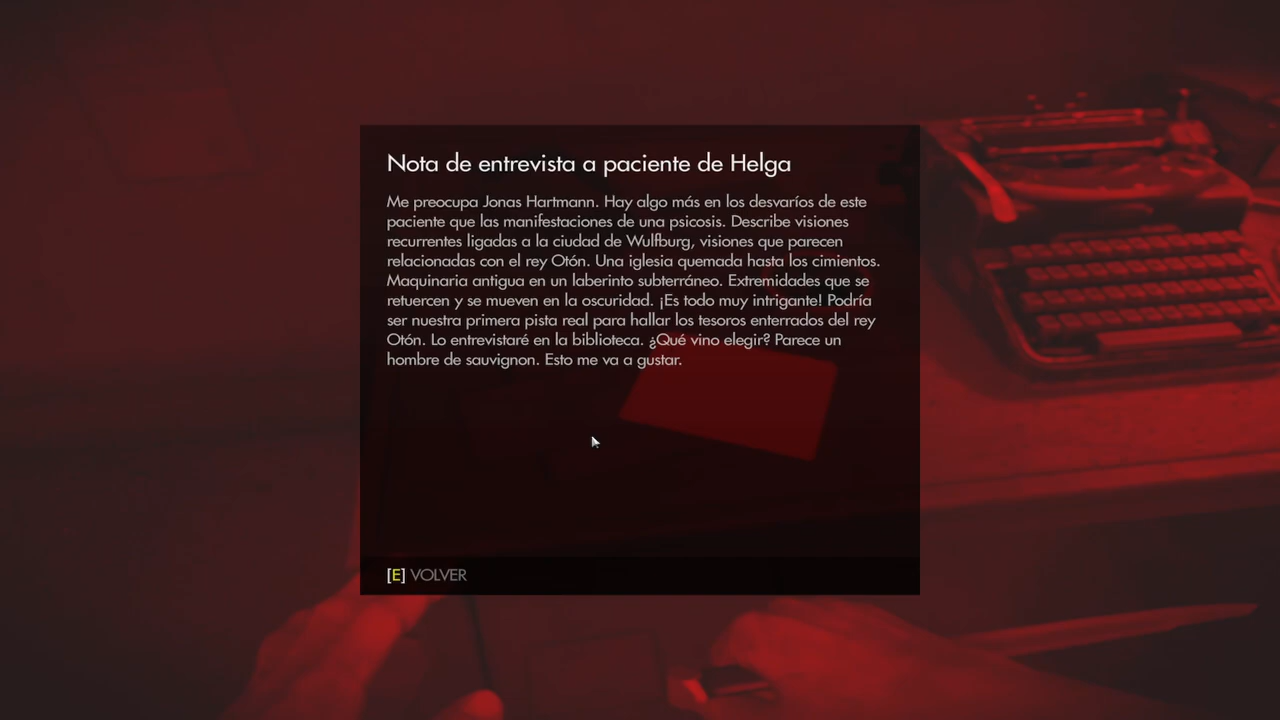 Nota de entrevista a paciente de Helga
Me preocupa Jonas Hartmann. Hay algo más en los desvaríos de este
paciente que las manifestaciones de una psicosis. Describe visiones
recurrentes ligadas a la ciudad de Wulfburg, visiones que parecen
relacionadas con el rey Otón. Una iglesia quemada hasta los cimientos.
Maquinaria antigua en un laberinto subterráneo. Extremidades que se
retuercen y se mueven en la oscuridad. ¡Es todo muy intrigante! Podría
ser nuestra primera pista real para hallar los tesoros enterrados del rey
Otón. Lo entrevistaré en la biblioteca. ¿Qué vino elegir? Parece un
hombre de sauvignon. Esto me va a gustar.
[E] VOLVER